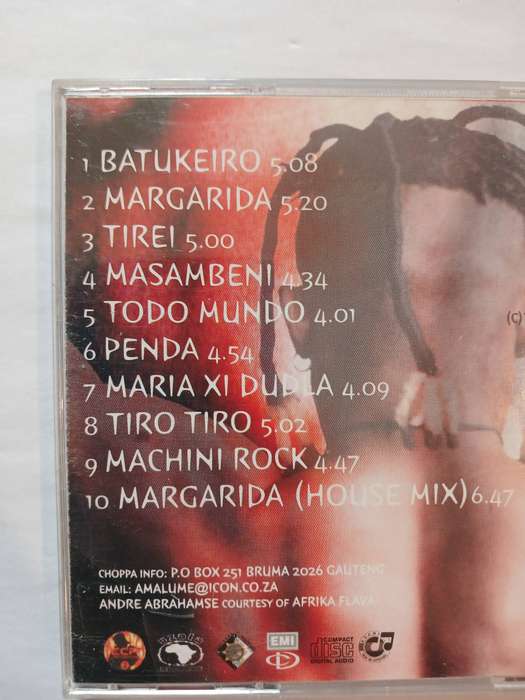 1 BATUKEIRO 5.08
2 MARGARIDA 5.20
3 TIREI 5.00
4 MASAMBENI 4.34
5 TODO MUNDO 4.01
6 PENDA 4.54
7 MARIA XI DUDLA 4.09
8 TIRO TIRO 5.02
9 MACHINI ROCK 4.47
10 MARGARIDA (HOUSE MIX) 6.47
(C)
CHOPPA INFO: P.O BOX 251 BRUMA 2026 GAUTENG
EMAIL: AMALUME@ICON.CO.ZA
ANDRE ABRAHAMSE COURTESY OF AFRIKA FLAVA
EMI
COMPACT
disc
DIGITAL AUDIO